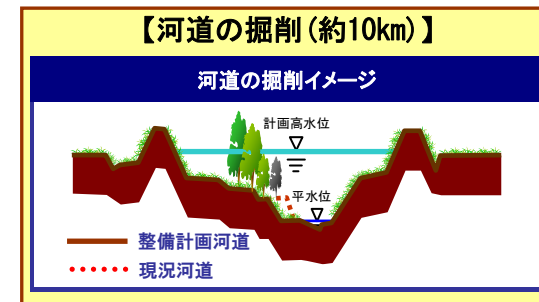 【河道の掘削(約10km)】
河道の掘削イメージ
計画高水位
平水位
整備計画河道
現況河道